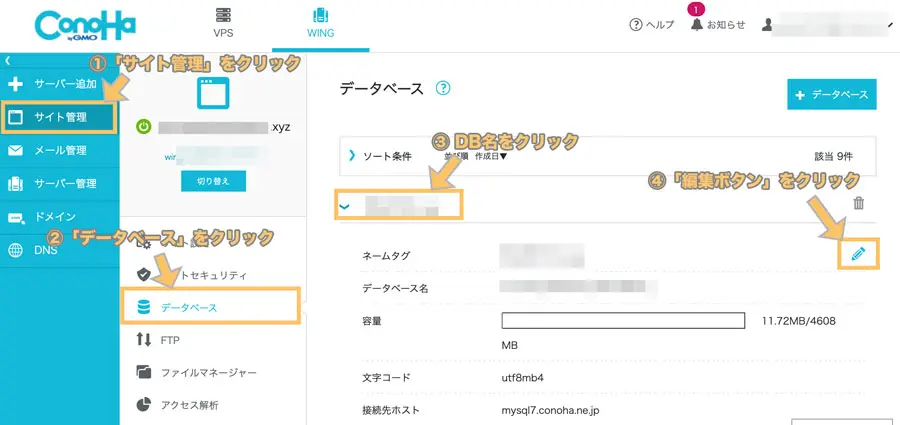 ConoHa
by GMO
VPS
WING
ヘルプ
1
お知らせ
①「サイト管理」をクリック
サーバー追加
サイト管理
メール管理
サーバー管理
ドメイン
DNS
.xyz
切り替え
②「データベース」をクリック
トセキュリティ
データベース
FTP
ファイルマネージャー
アクセス解析
データベース
+ データベース
③ DB名をクリック
ソート条件
並び順 作成日▼
該当 9件
④「編集ボタン」をクリック
ネームタグ
データベース名
容量
11.72MB/4608
MB
文字コード
utf8mb4
接続先ホスト
mysql7.conoha.ne.jp